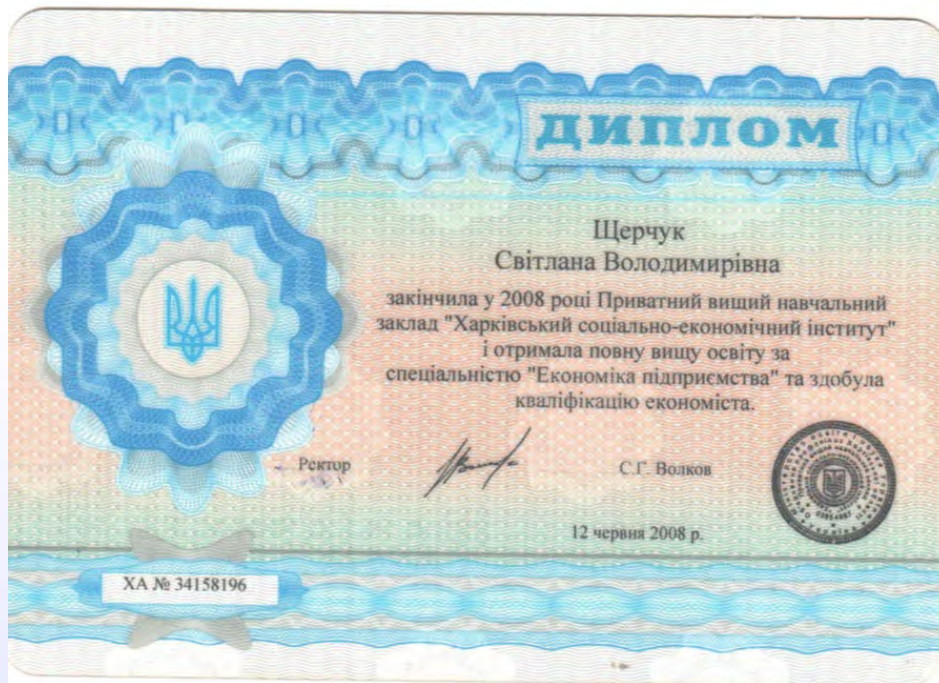 ДИПЛОМ
Щерчук
Світлана Володимирівна
закінчила у 2008 році Приватний вищий навчальний
заклад "Харківський соціально-економічний інститут"
і отримала повну вищу освіту за
спеціальністю "Економіка підприємства" та здобула
кваліфікацію економіста.
Ректор
С.Г. Волков
12 червня 2008 р.
ХА № 34158196